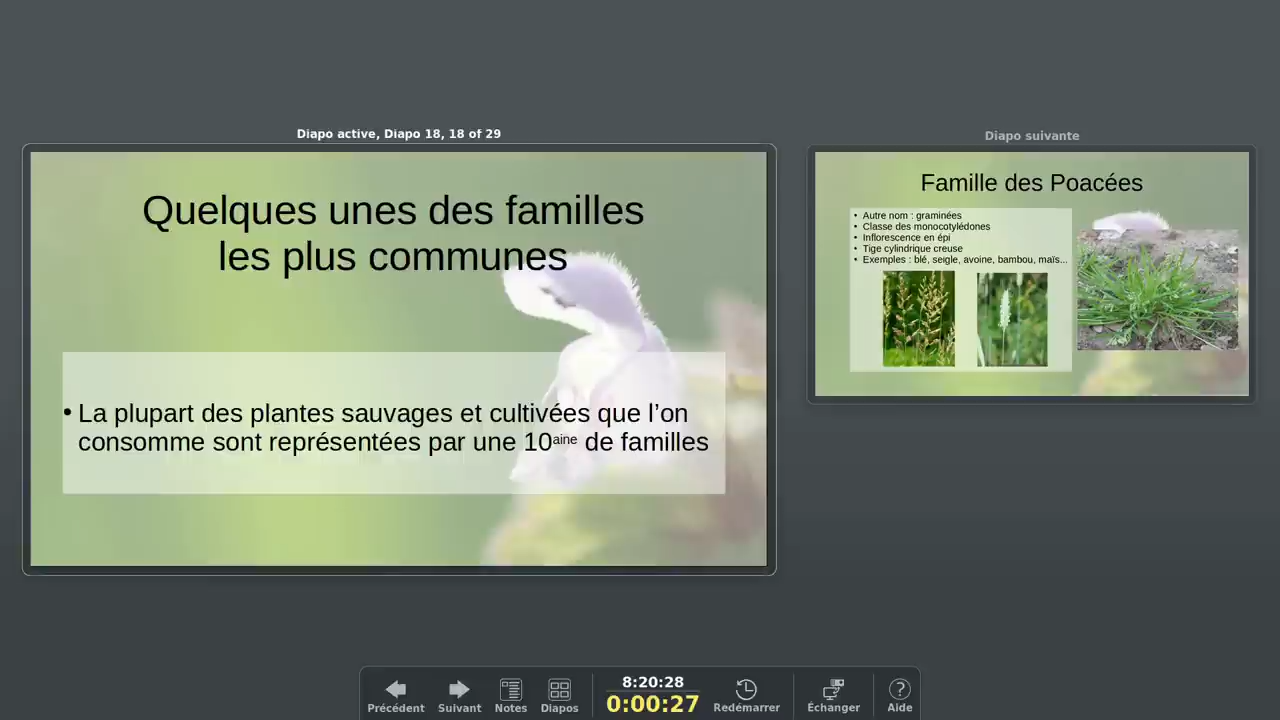 Diapo active, Diapo 18, 18 of 29
Quelques unes des familles
les plus communes
• La plupart des plantes sauvages et cultivées que l’on
consomme sont représentées par une 10aine de familles
Diapo suivante
Famille des Poacées
• Autre nom : graminées
• Classe des monocotylédones
• Inflorescence en épi
• Tige cylindrique creuse
• Exemples : blé, seigle, avoine, bambou, maïs...
Précédent
Suivant
Notes
Diapos
8:20:28
0:00:27
Redémarrer
Échanger
Aide